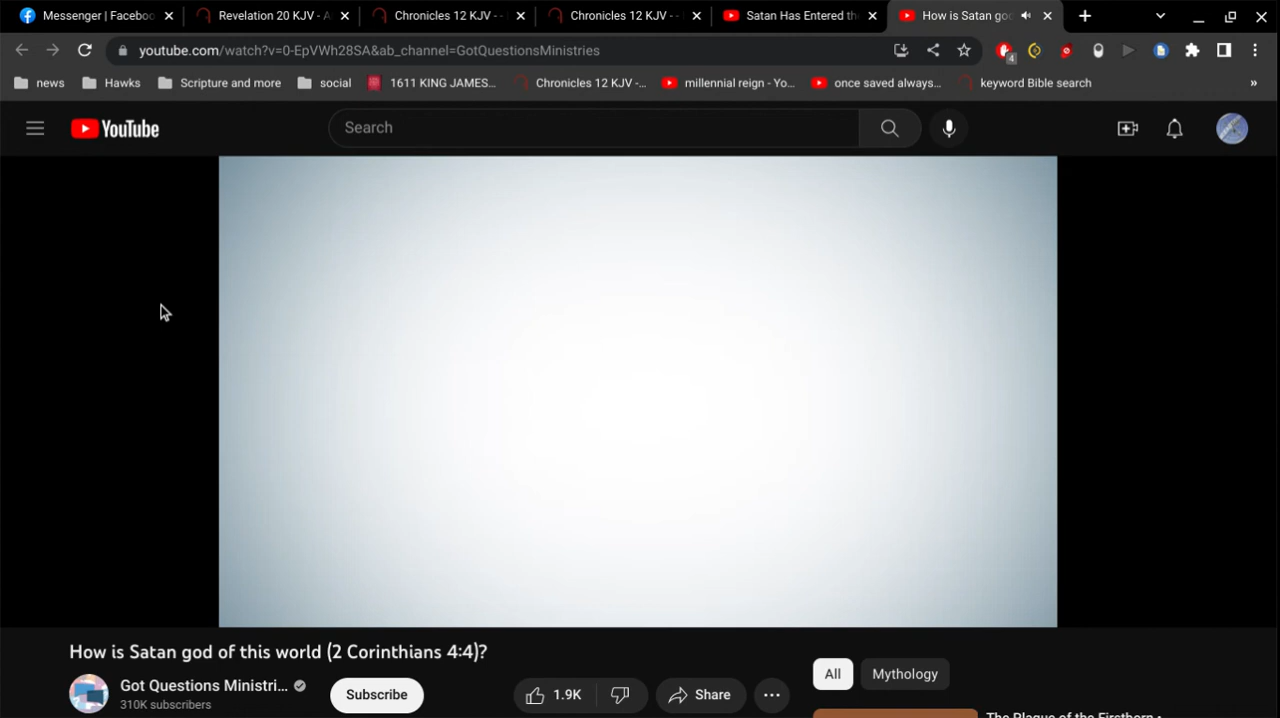 Messenger | Faceboo
Revelation 20 KJV - A
Chronicles 12 KJV - -
Chronicles 12 KJV - -
Satan Has Entered th
How is Satan god
youtube.com/watch?v=0-EpVWh28SA&ab_channel=GotQuestionsMinistries
4
news
Hawks
Scripture and more
social
1611 KING JAMES...
Chronicles 12 KJV -...
millennial reign - Yo...
once saved always...
keyword Bible search
»
YouTube
Search
How is Satan god of this world (2 Corinthians 4:4)?
Got Questions Ministri...
310K subscribers
Subscribe
1.9K
Share
All
Mythology
The Plague of the Firstborn